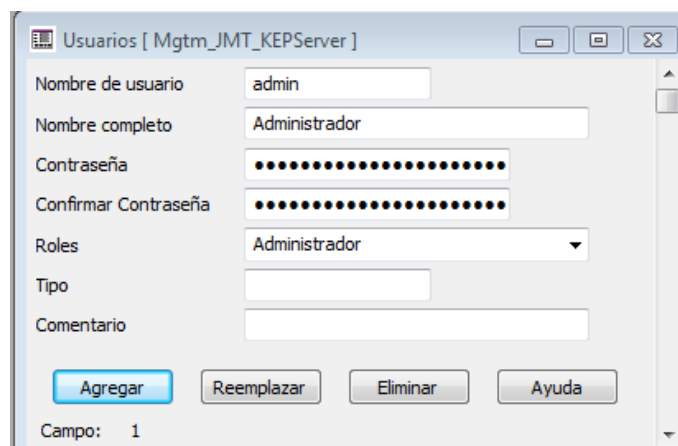 Usuarios [ Mgtm_JMT_KEPServer ]
Nombre de usuario admin
Nombre completo Administrador
Contraseña ●●●●●●●●●●●●●●●●●●●●●●
Confirmar Contraseña ●●●●●●●●●●●●●●●●●●●●●●
Roles Administrador
Tipo
Comentario
Agregar Reemplazar Eliminar Ayuda
Campo: 1